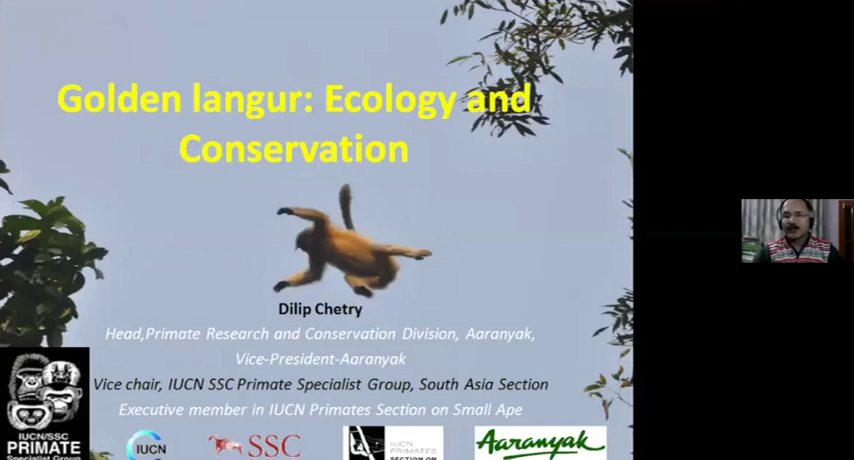 Golden langur: Ecology and
Conservation
Dilip Chetry
Head,Primate Research and Conservation Division, Aaranyak,
Vice-President-Aaranyak
Vice chair, IUCN SSC Primate Specialist Group, South Asia Section
Executive member in IUCN Primates Section on Small Ape
IUCN/SSC
PRIMATE
Specialist Group
IUCN
SSC
IUCN
PRIMATES
SECTION ON
Aaranyak